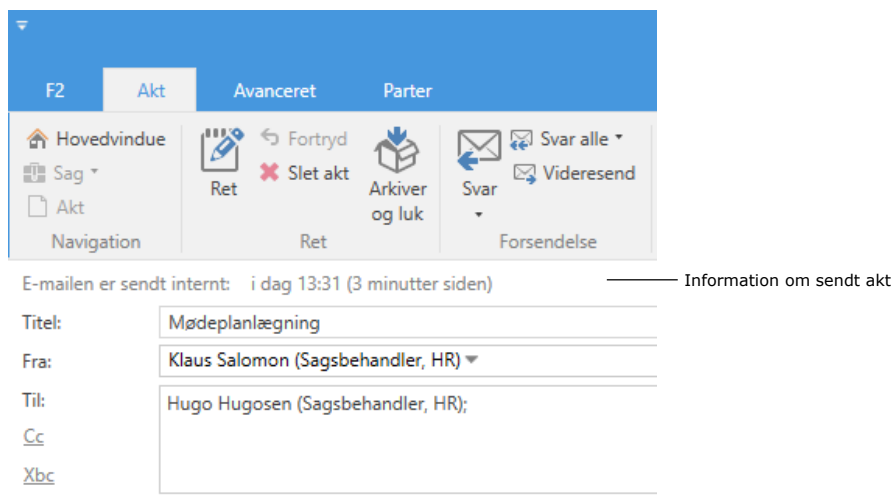 F2 Akt Avanceret Parter
Hovedvindue
Sag
Akt
Navigation
Ret
Fortryd
Slet akt
Arkiver
og luk
Ret
Svar
Svar alle
Videresend
Forsendelse
E-mailen er sendt internt: i dag 13:31 (3 minutter siden)
Information om sendt akt
Titel: Mødeplanlægning
Fra: Klaus Salomon (Sagsbehandler, HR)
Til: Hugo Hugosen (Sagsbehandler, HR);
Cc
Xbc